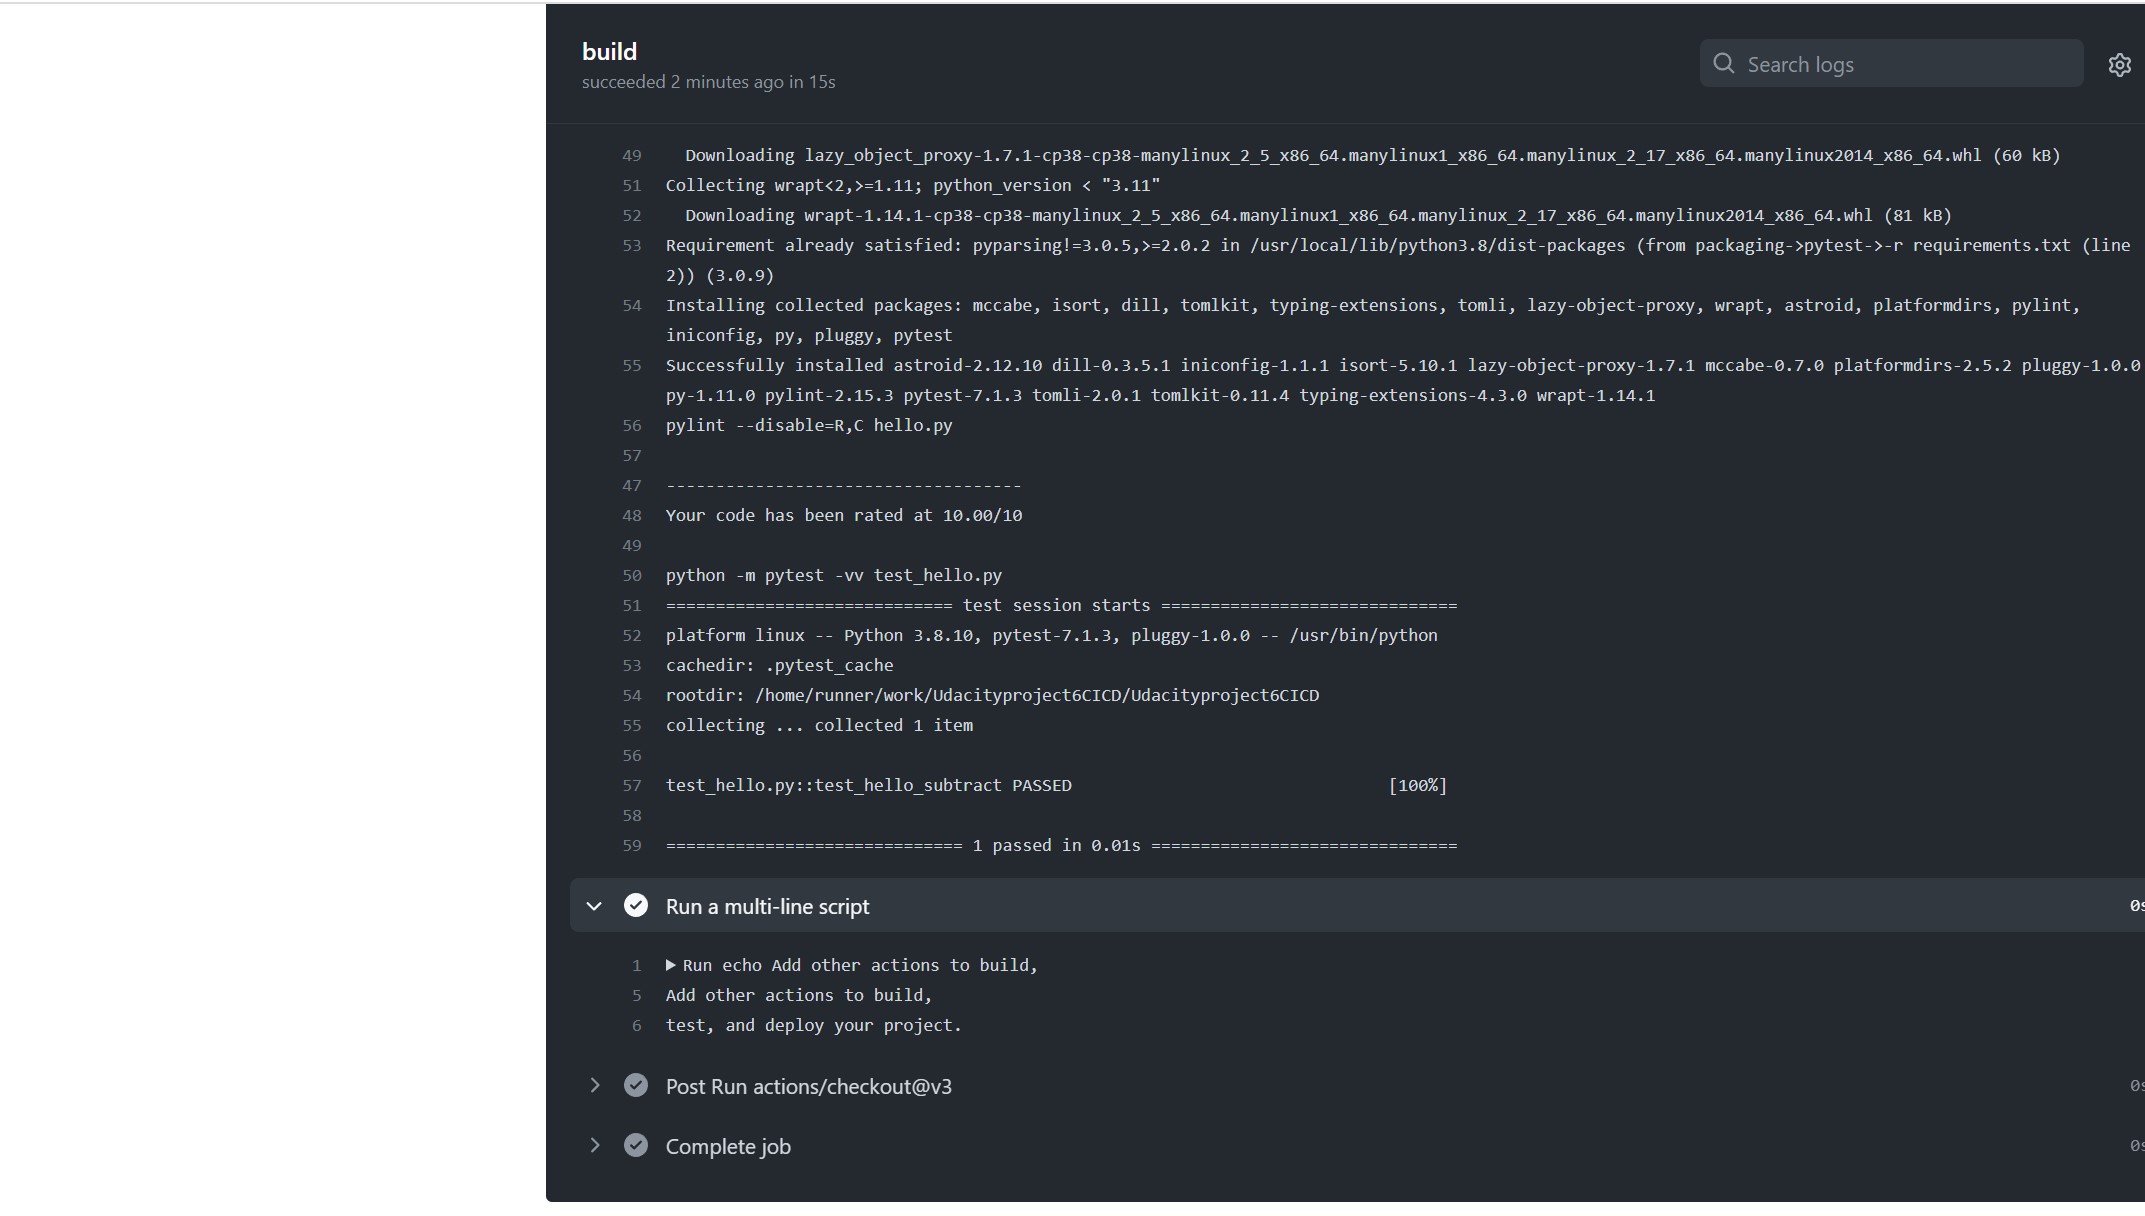 build
succeeded 2 minutes ago in 15s
Search logs
49 Downloading lazy_object_proxy-1.7.1-cp38-cp38-manylinux_2_5_x86_64.manylinux1_x86_64.manylinux_2_17_x86_64.manylinux2014_x86_64.whl (60 kB)
51 Collecting wrapt<2,>=1.11; python_version < "3.11"
52 Downloading wrapt-1.14.1-cp38-cp38-manylinux_2_5_x86_64.manylinux1_x86_64.manylinux_2_17_x86_64.manylinux2014_x86_64.whl (81 kB)
53 Requirement already satisfied: pyparsing!=3.0.5,>=2.0.2 in /usr/local/lib/python3.8/dist-packages (from packaging->pytest->-r requirements.txt (line
2)) (3.0.9)
54 Installing collected packages: mccabe, isort, dill, tomlkit, typing-extensions, tomli, lazy-object-proxy, wrapt, astroid, platformdirs, pylint,
iniconfig, py, pluggy, pytest
55 Successfully installed astroid-2.12.10 dill-0.3.5.1 iniconfig-1.1.1 isort-5.10.1 lazy-object-proxy-1.7.1 mccabe-0.7.0 platformdirs-2.5.2 pluggy-1.0.0
py-1.11.0 pylint-2.15.3 pytest-7.1.3 tomli-2.0.1 tomlkit-0.11.4 typing-extensions-4.3.0 wrapt-1.14.1
56 pylint --disable=R,C hello.py
57
47 ------------------------------------
48 Your code has been rated at 10.00/10
49
50 python -m pytest -vv test_hello.py
51 ============================= test session starts ==============================
52 platform linux -- Python 3.8.10, pytest-7.1.3, pluggy-1.0.0 -- /usr/bin/python
53 cachedir: .pytest_cache
54 rootdir: /home/runner/work/Udacityproject6CICD/Udacityproject6CICD
55 collecting ... collected 1 item
56
57 test_hello.py::test_hello_subtract PASSED [100%]
58
59 ============================== 1 passed in 0.01s ===============================
Run a multi-line script 0s
1 Run echo Add other actions to build,
5 Add other actions to build,
6 test, and deploy your project.
Post Run actions/checkout@v3 0s
Complete job 0s